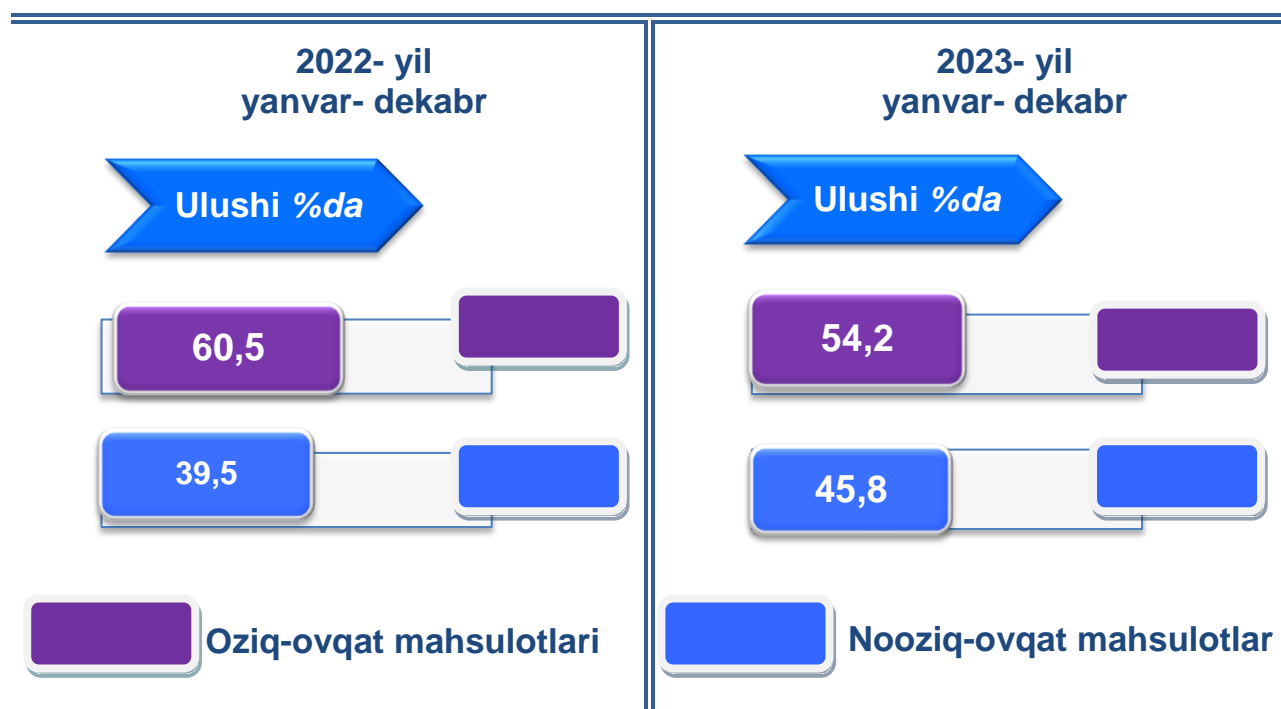 2022- yil
yanvar- dekabr
Ulushi %da
60,5
39,5
Oziq-ovqat mahsulotlari
2023- yil
yanvar- dekabr
Ulushi %da
54,2
45,8
Nooziq-ovqat mahsulotlar